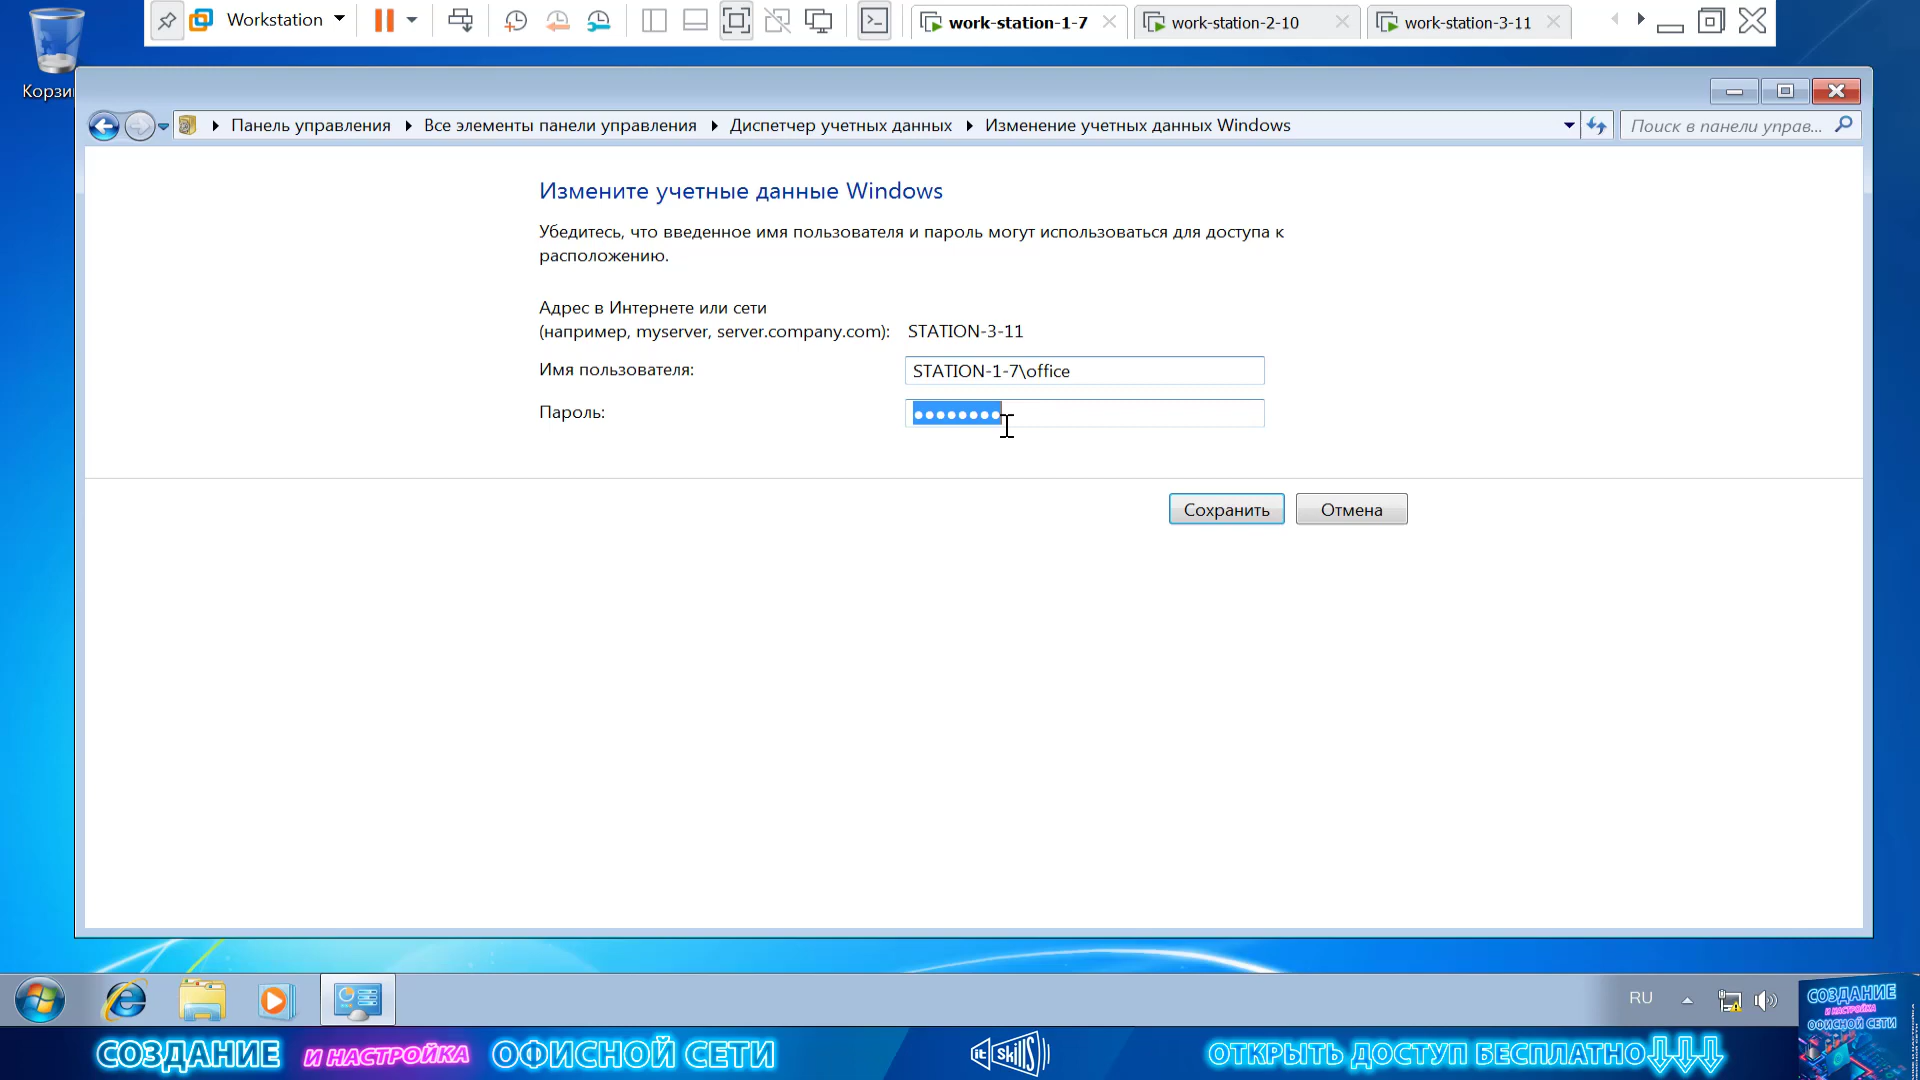 Корзи
Workstation
work-station-1-7
work-station-2-10
work-station-3-11
Панель управления
Все элементы панели управления
Диспетчер учетных данных
Изменение учетных данных Windows
Поиск в панели управ...
Измените учетные данные Windows
Убедитесь, что введенное имя пользователя и пароль могут использоваться для доступа к
расположению.
Адрес в Интернете или сети
(например, myserver, server.company.com): STATION-3-11
Имя пользователя: STATION-1-7\office
Пароль:
Сохранить
Отмена
RU
СОЗДАНИЕ
И НАСТРОЙКА
ОФИСНОЙ СЕТИ
СОЗДАНИЕ И НАСТРОЙКА ОФИСНОЙ СЕТИ
it skills
ОТКРЫТЬ ДОСТУП БЕСПЛАТНО